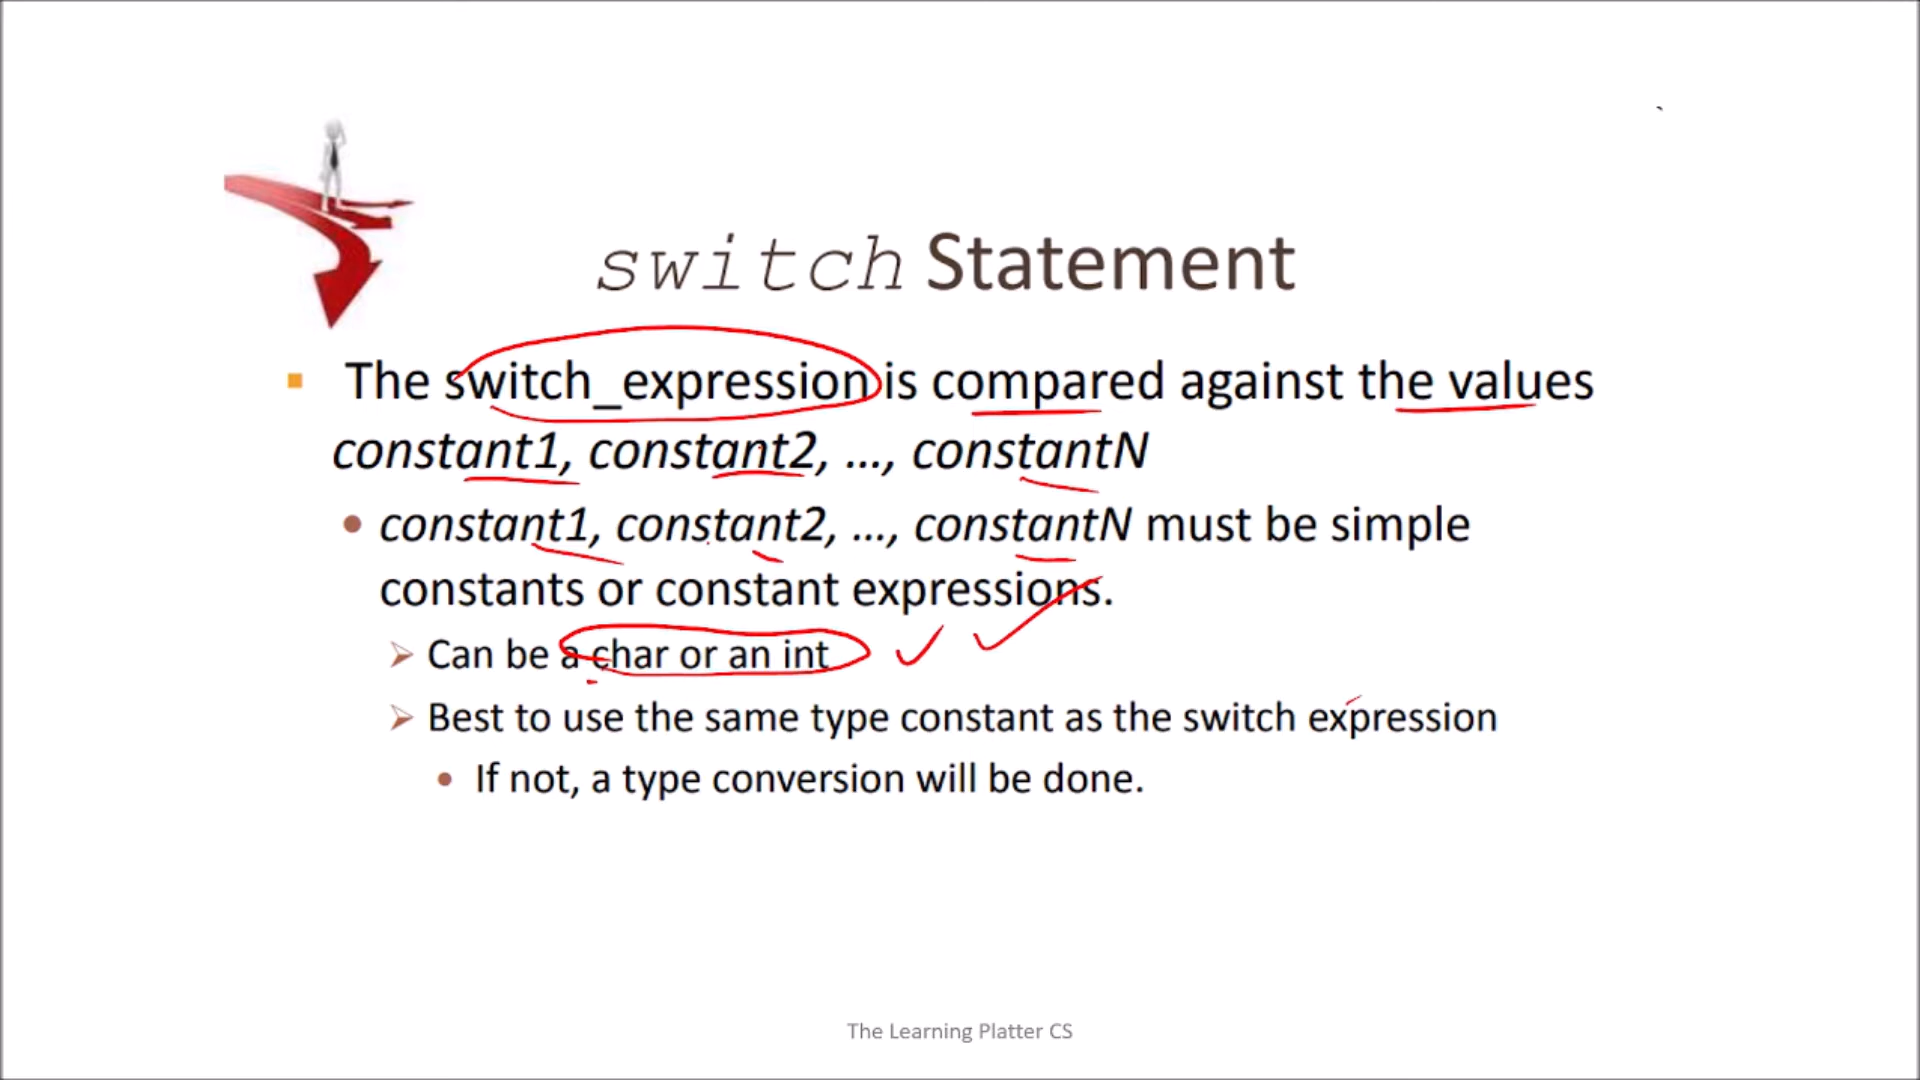 switch Statement
The switch_expression is compared against the values
constant1, constant2, …, constantN
constant1, constant2, …, constantN must be simple
constants or constant expressions.
Can be a char or an int
Best to use the same type constant as the switch expression
If not, a type conversion will be done.
The Learning Platter CS